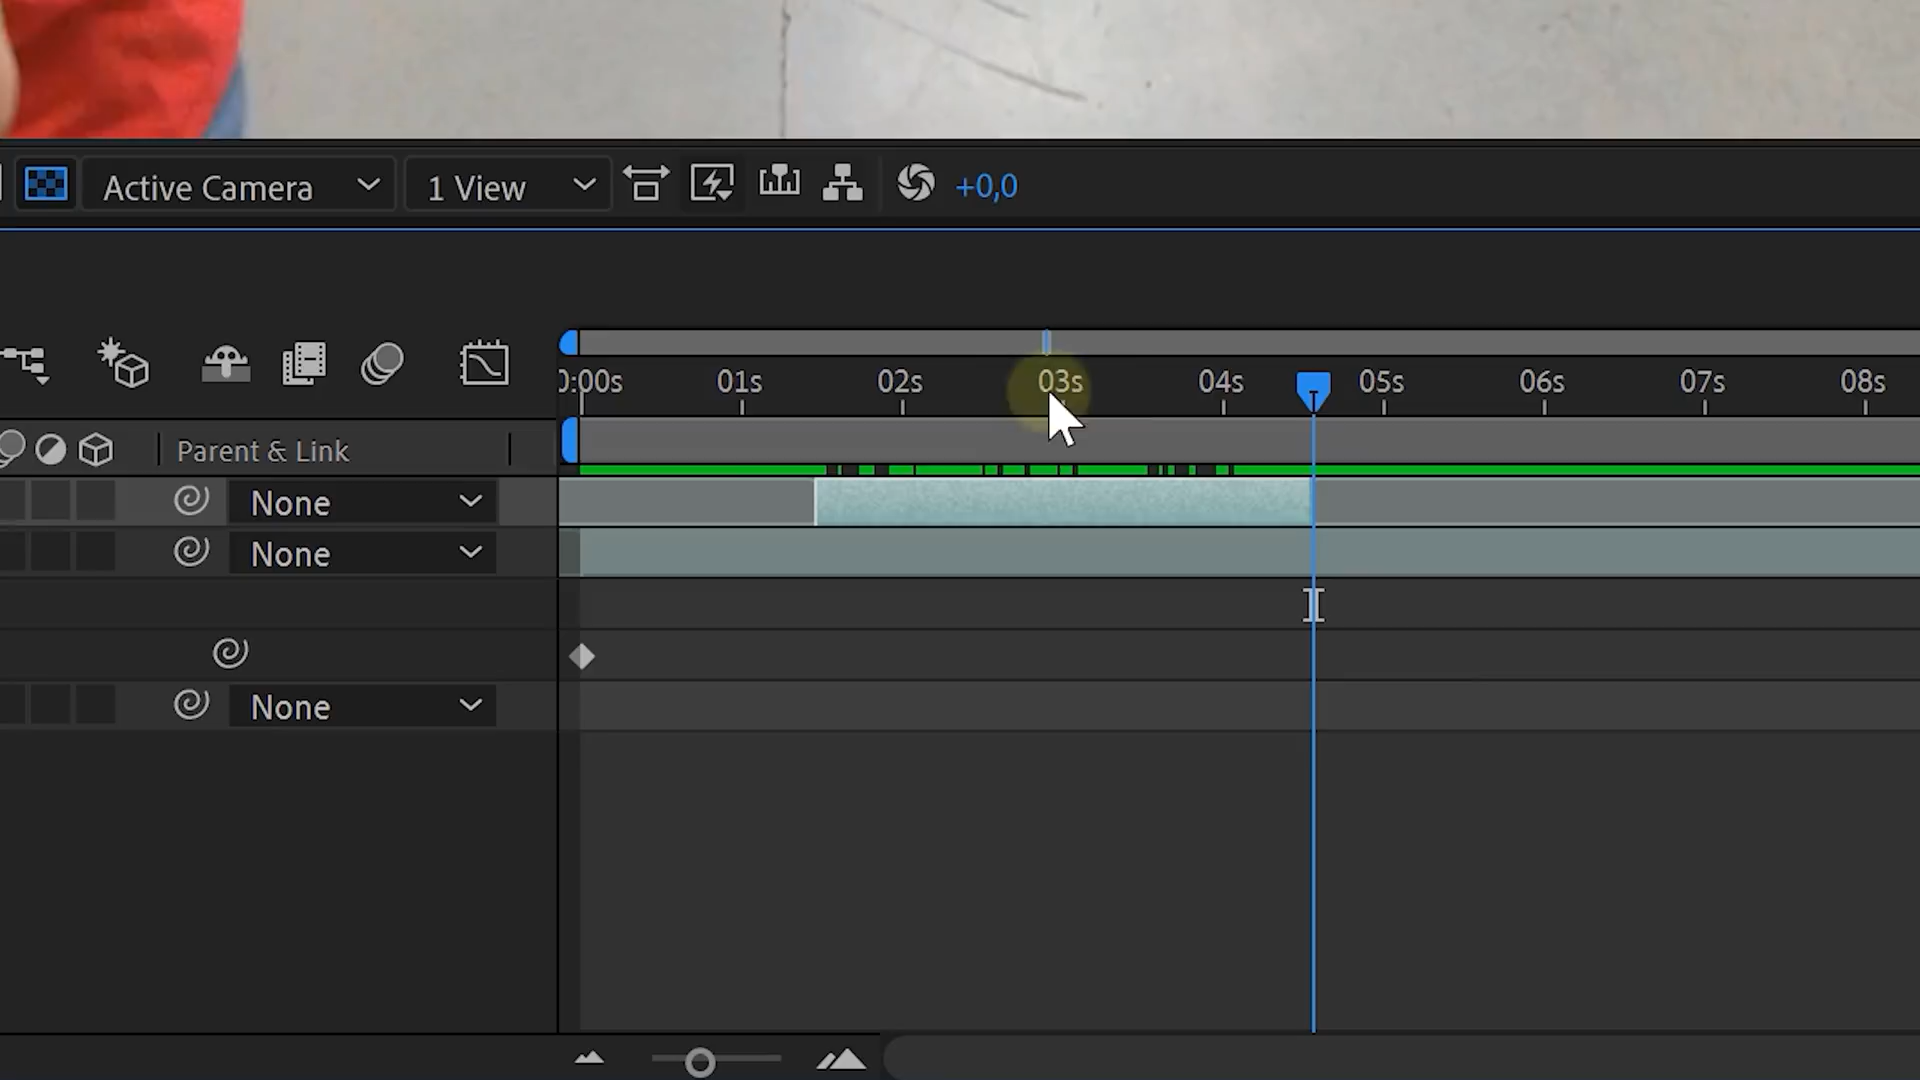 Active Camera 1 View +0,0
0:00s 01s 02s 03s 04s 05s 06s 07s 08s
Parent & Link
None
None
None